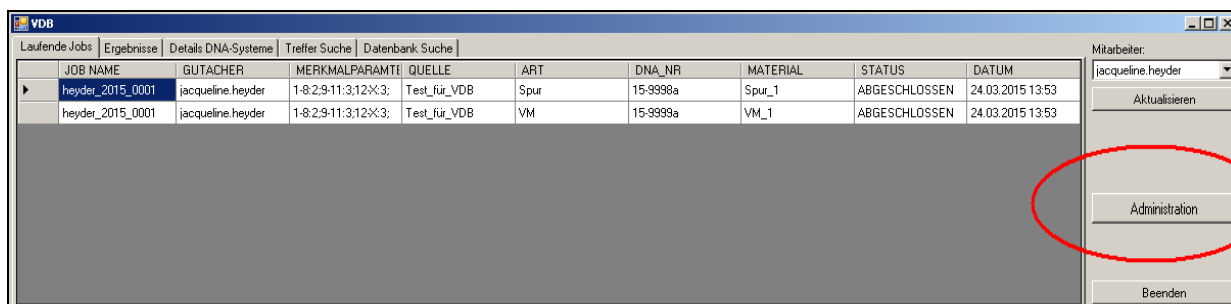 VDB
Laufende Jobs Ergebnisse Details DNA-Systeme Treffer Suche Datenbank Suche
Mitarbeiter:
JOB NAME GUTACHER MERKMALPARAMTE QUELLE ART DNA_NR MATERIAL STATUS DATUM
jacqueline.heyder
heyder_2015_0001 jacqueline.heyder 1-8:2;9-11:3;12-X:3; Test_für_VDB Spur 15-9998a Spur_1 ABGESCHLOSSEN 24.03.2015 13:53
Aktualisieren
heyder_2015_0001 jacqueline.heyder 1-8:2;9-11:3;12-X:3; Test_für_VDB VM 15-9999a VM_1 ABGESCHLOSSEN 24.03.2015 13:53
Administration
Beenden